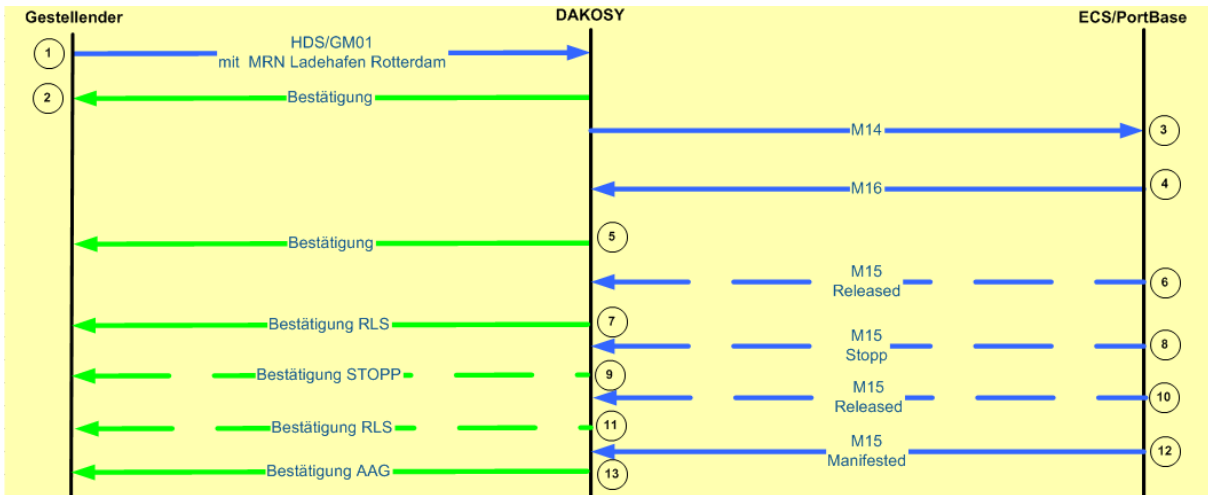 Gestellender DAKOSY ECS/PortBase
1 HDS/GM01
mit MRN Ladehafen Rotterdam
2 Bestätigung
M14 3
M16 4
Bestätigung 5
M15
Released 6
Bestätigung RLS 7
M15
Stopp 8
Bestätigung STOPP 9
M15
Released 10
Bestätigung RLS 11
M15
Manifested 12
Bestätigung AAG 13